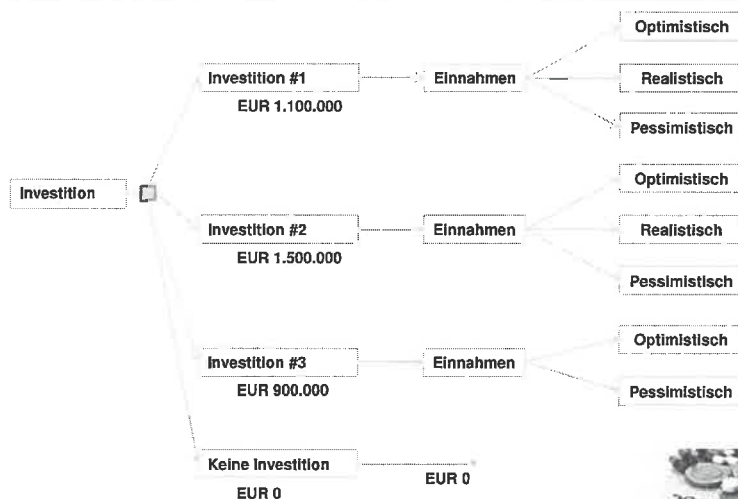 Investition
Investition #1
EUR 1.100.000
Einnahmen
Optimistisch
Realistisch
Pessimistisch
Investition #2
EUR 1.500.000
Einnahmen
Optimistisch
Realistisch
Pessimistisch
Investition #3
EUR 900.000
Einnahmen
Optimistisch
Pessimistisch
Keine Investition
EUR 0
EUR 0